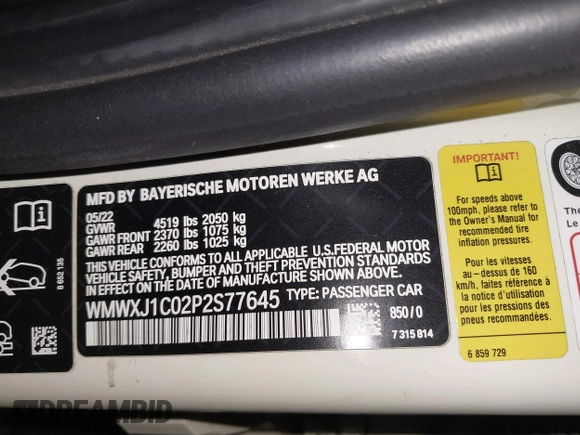 MFD BY BAYERISCHE MOTOREN WERKE AG
05/22
GVWR 4519 lbs 2050 kg
GAWR FRONT 2370 lbs 1075 kg
GAWR REAR 2260 lbs 1025 kg
THIS VEHICLE CONFORMS TO ALL APPLICABLE U.S.FEDERAL MOTOR
VEHICLE SAFETY, BUMPER AND THEFT PREVENTION STANDARDS
IN EFFECT ON THE DATE OF MANUFACTURE SHOWN ABOVE.
WMWXJ1C02P2S77645 TYPE: PASSENGER CAR
850/0
7 315 814
8 652 135
IMPORTANT!
For speeds above
100mph, please refer to
the Owner's Manual for
recommended tire
inflation pressures.
Pour les vitesses
au-dessus de 160
km/h, faites référence à
la notice d'utilisation
pour les pressions des
pneus recommandées.
6 859 729
The
DREAMBID